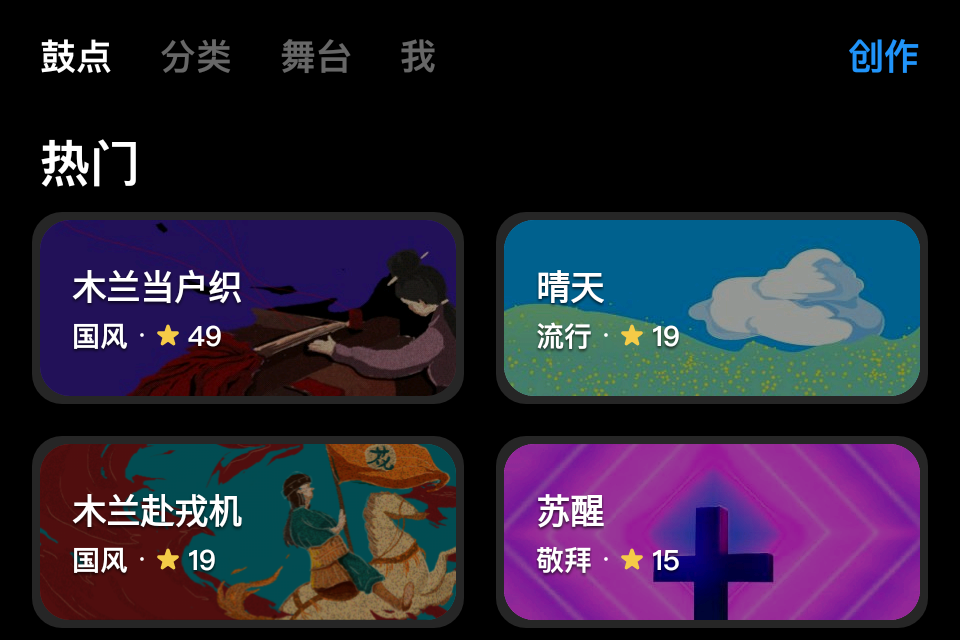 鼓点 分类 舞台 我 创作
热门
木兰当户织
国风 · ★ 49
晴天
流行 · ★ 19
木兰赴戎机
国风 · ★ 19
花
苏醒
敬拜 · ★ 15